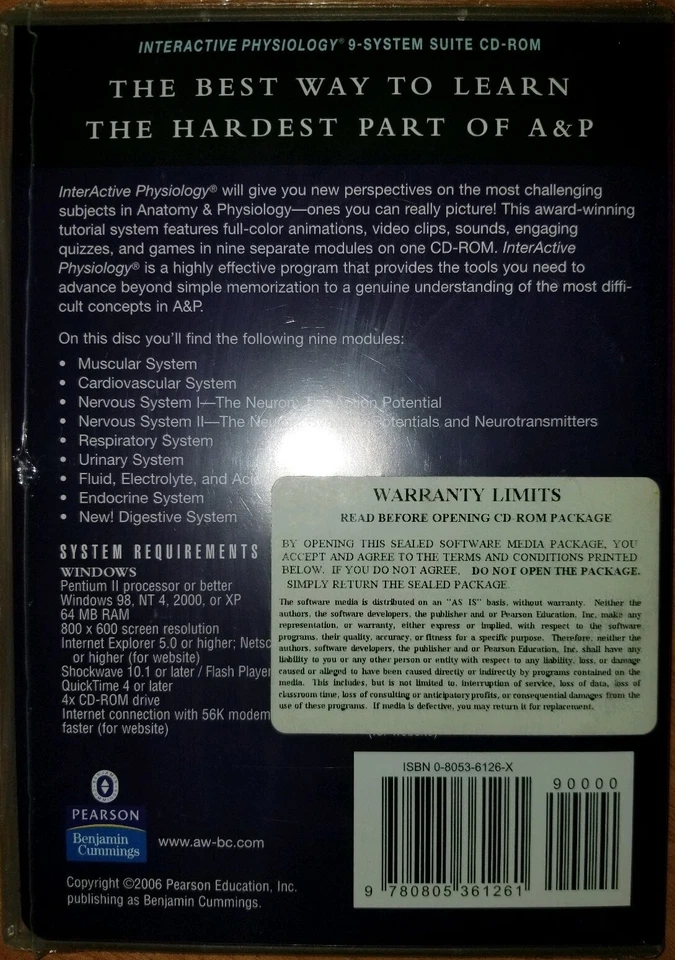 INTERACTIVE PHYSIOLOGY® 9-SYSTEM SUITE CD-ROM
THE BEST WAY TO LEARN
THE HARDEST PART OF A&P
InterActive Physiology® will give you new perspectives on the most challenging
subjects in Anatomy & Physiology—ones you can really picture! This award-winning
tutorial system features full-color animations, video clips, sounds, engaging
quizzes, and games in nine separate modules on one CD-ROM. InterActive
Physiology® is a highly effective program that provides the tools you need to
advance beyond simple memorization to a genuine understanding of the most diffi-
cult concepts in A&P.
On this disc you'll find the following nine modules:
• Muscular System
• Cardiovascular System
• Nervous System I—The Neuron: Action Potential
• Nervous System II—The Potentials and Neurotransmitters
• Respiratory System
• Urinary System
• Fluid, Electrolyte, and
• Endocrine System
• New! Digestive System
SYSTEM REQUIREMENTS
WINDOWS
Pentium II processor or better
Windows 98, NT 4, 2000, or XP
64 MB RAM
800 x 600 screen resolution
Internet Explorer 5.0 or higher;
or higher (for website)
Shockwave 10.1 or later / Flash Player
QuickTime 4 or later
4x CD-ROM drive
Internet connection with 56K modem
faster (for website)
(for website)
WARRANTY LIMITS
READ BEFORE OPENING CD-ROM PACKAGE
BY OPENING THIS SEALED SOFTWARE MEDIA PACKAGE, YOU
ACCEPT AND AGREE TO THE TERMS AND CONDITIONS PRINTED
BELOW. IF YOU DO NOT AGREE, DO NOT OPEN THE PACKAGE.
SIMPLY RETURN THE SEALED PACKAGE.
The software media is distributed on an "AS IS" basis, without warranty. Neither the
authors, the software developers, the publisher and or Pearson Education, Inc. make any
representation, or warranty, either express or implied, with respect to the software
programs, their quality, accuracy, or fitness for a specific purpose. Therefore, neither the
authors, software developers, the publisher and or Pearson Education, Inc. shall have any
liability to you or any other person or entity with respect to any liability, loss, or damage
caused or alleged to have been caused directly or indirectly by programs contained on the
media. This includes, but is not limited to, interruption of service, loss of data, loss of
classroom time, loss of consulting or anticipatory profits, or consequential damages from the
use of these programs. If media is defective, you may return it for replacement.
ISBN 0-8053-6126-X
90000
9 780805 361261
PEARSON
Benjamin
Cummings
www.aw-bc.com
Copyright ©2006 Pearson Education, Inc.
publishing as Benjamin Cummings.